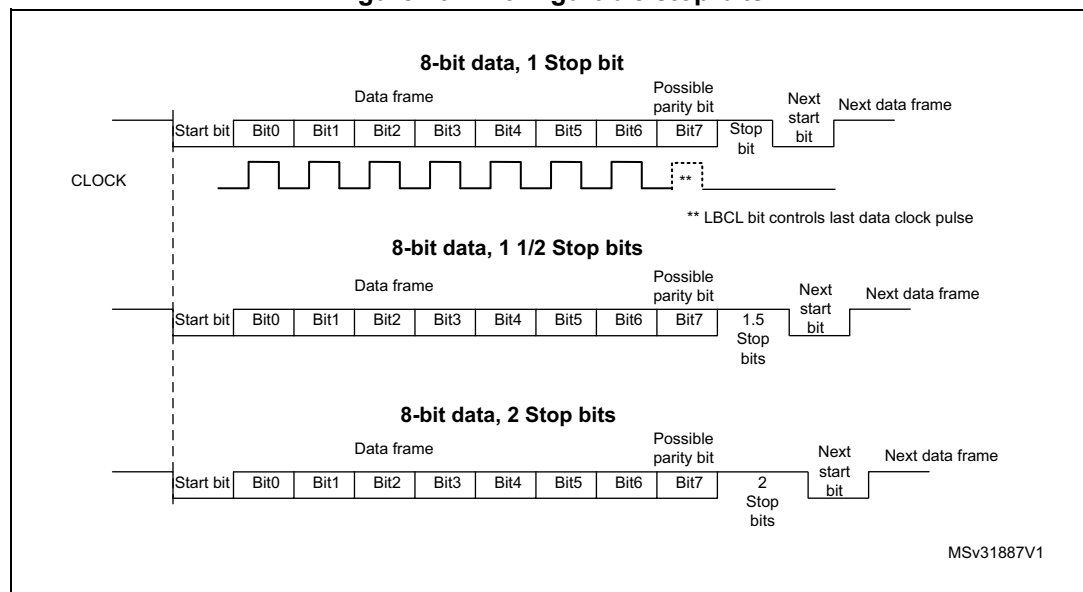 8-bit data, 1 Stop bit
Data frame
Possible
parity bit
Next
start
bit
Next data frame
Start bit Bit0 Bit1 Bit2 Bit3 Bit4 Bit5 Bit6 Bit7 Stop
bit
CLOCK
**
** LBCL bit controls last data clock pulse
8-bit data, 1 1/2 Stop bits
Data frame
Possible
parity bit
Next
start
bit
Next data frame
Start bit Bit0 Bit1 Bit2 Bit3 Bit4 Bit5 Bit6 Bit7 1.5
Stop
bits
8-bit data, 2 Stop bits
Data frame
Possible
parity bit
Next
start
bit
Next data frame
Start bit Bit0 Bit1 Bit2 Bit3 Bit4 Bit5 Bit6 Bit7 2
Stop
bits
MSv31887V1